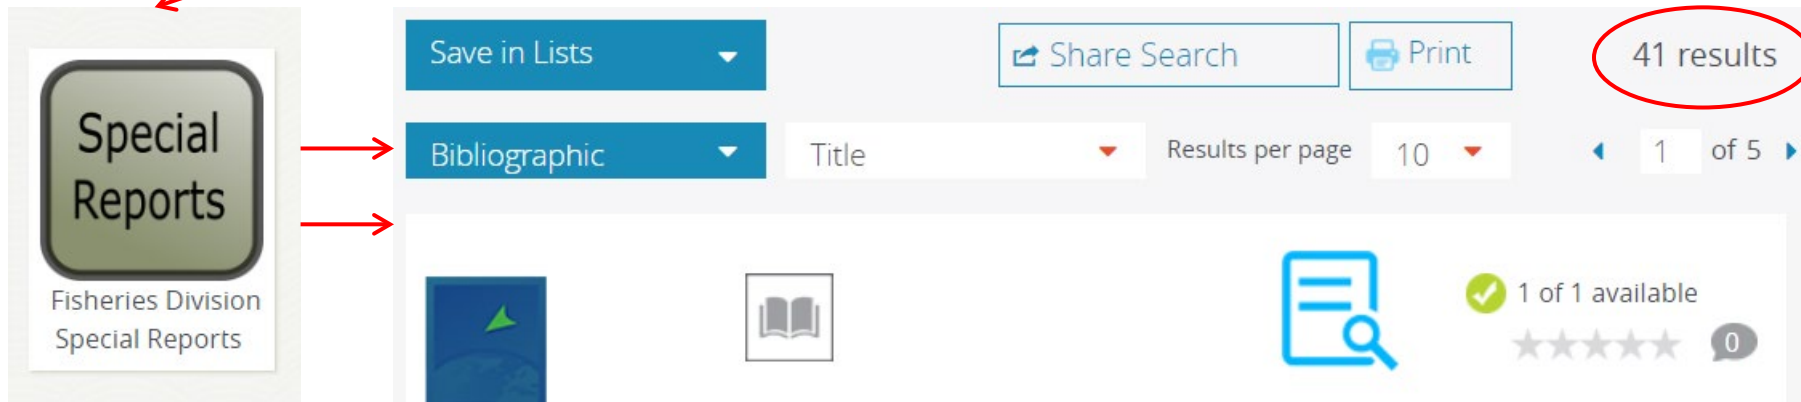 Special
Reports
Fisheries Division
Special Reports
Save in Lists
Share Search
Print
41 results
Bibliographic
Title
Results per page
10
1 of 5
1 of 1 available
0